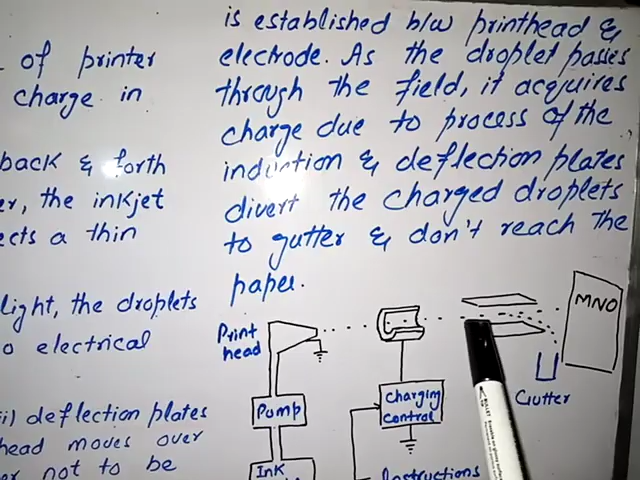 of printer
charge in
back & forth
er, the inkjet
ects a thin
light, the droplets
o electrical
ii) deflection plates
head moves over
er not to be
is established b/w printhead &
electrode. As the droplet passes
through the field, it acquires
charge due to process of the
induction & deflection plates
divert the charged droplets
to gutter & don't reach the
paper.
Print
head
Pump
Ink
Charging
control
Instructions
MNO
Gutter